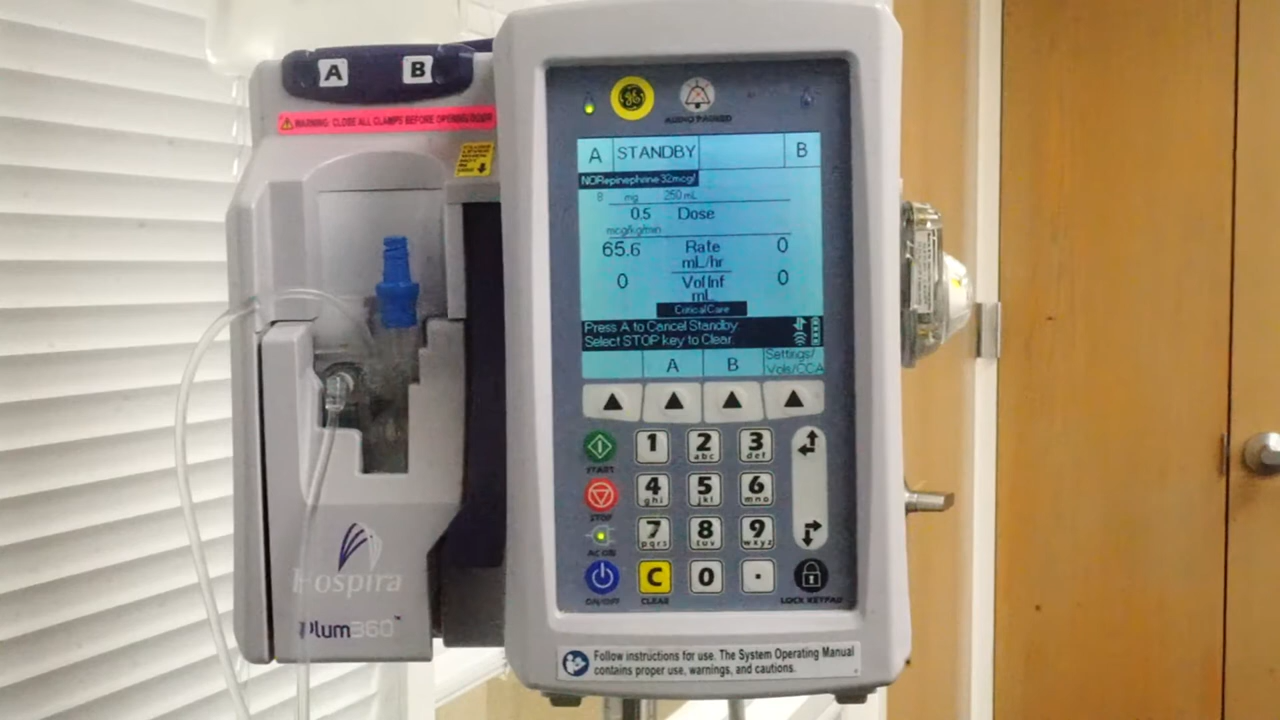 A B
WARNING: CLOSE ALL CLAMPS BEFORE OPENING DOOR
AUDIO PAUSED
A STANDBY B
NORepinephrine 32mcg/
8 mg 250 mL
0.5 Dose
mcg/kg/min
65.6 Rate 0
mL/hr
0 Vol Inf 0
mL
Critical Care
Press A to Cancel Standby.
Select STOP key to Clear.
A B Settings/
Vols/CCA
START
1 2 abc 3 def
STOP
4 ghi 5 jkl 6 mno
AC ON
7 pqrs 8 tuv 9 wxyz
ON/OFF
C 0 .
CLEAR
LOCK KEYPAD
Hospira
Plum360™
Follow instructions for use. The System Operating Manual
contains proper use, warnings, and cautions.